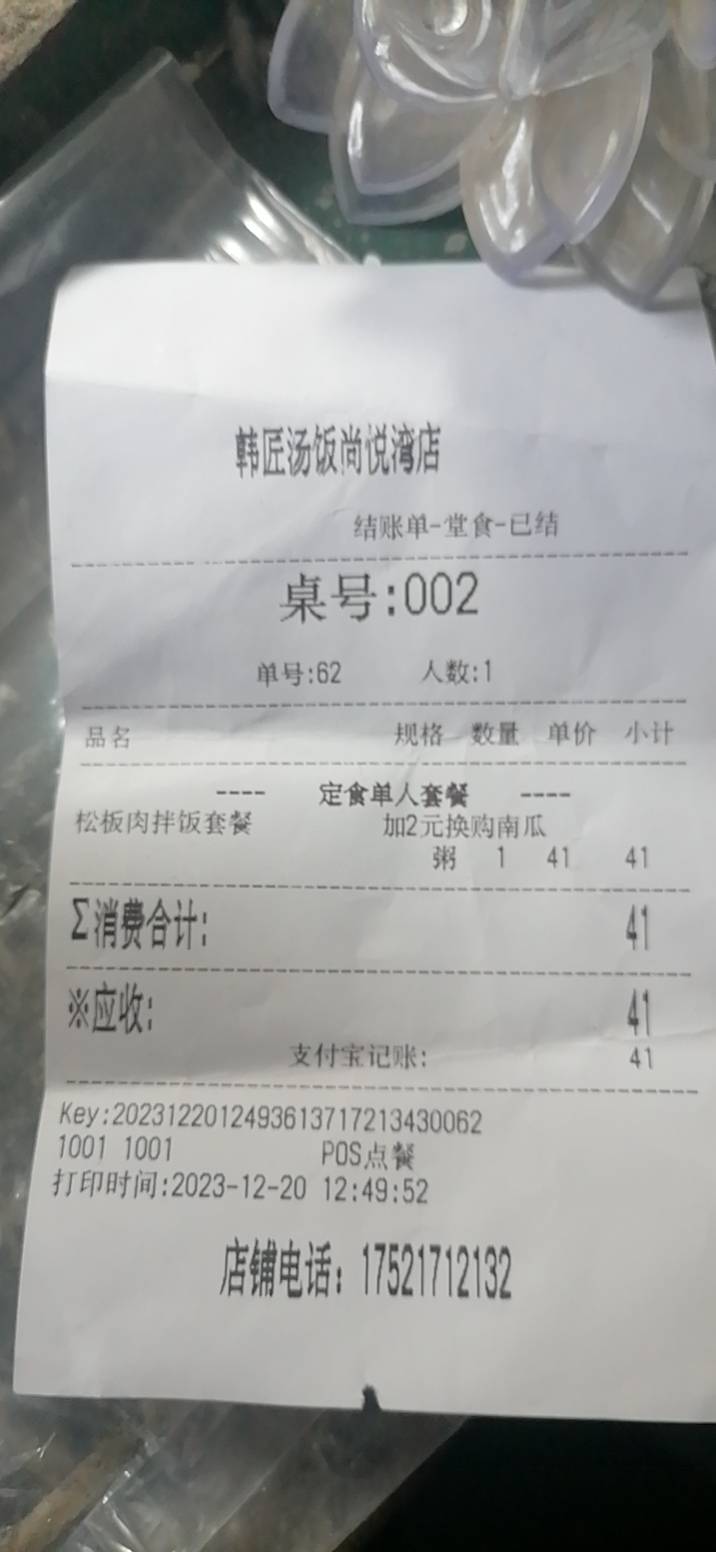 韩匠汤饭尚悦湾店
结账单-堂食-已结
桌号:002
单号:62 人数:1
品名 规格 数量 单价 小计
---- 定食单人套餐 ----
松板肉拌饭套餐 加2元换购南瓜
粥 1 41 41
Σ消费合计: 41
※应收: 41
支付宝记账: 41
Key:20231220124936137172134300​62
1001 1001 POS点餐
打印时间:2023-12-20 12:49:52
店铺电话: 17521712132